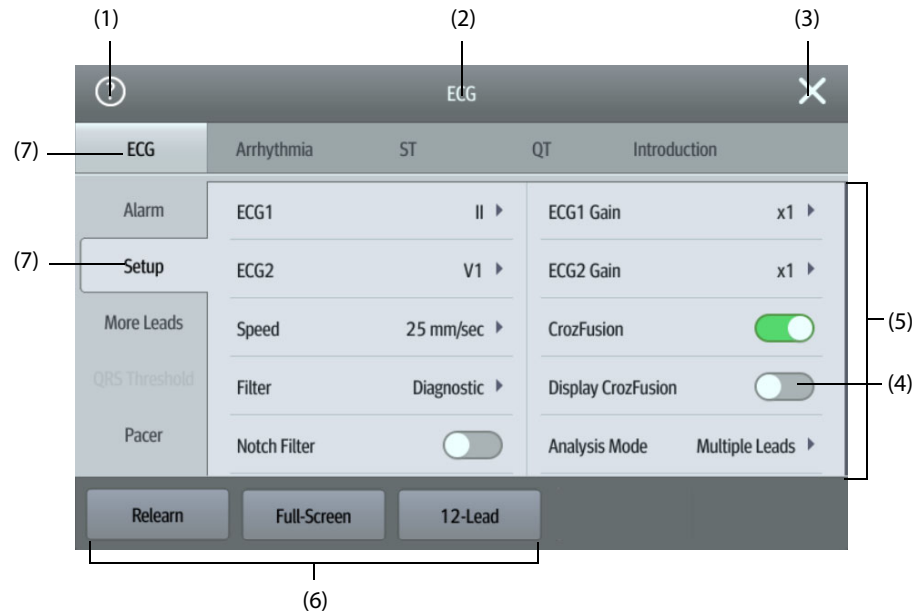 (1) (2) (3)
? ECG
(7) ECG Arrhythmia ST QT Introduction
Alarm ECG1 II ECG1 Gain x1
(7) Setup ECG2 V1 ECG2 Gain x1
More Leads Speed 25 mm/sec CrozFusion (5)
QRS Threshold Filter Diagnostic Display CrozFusion (4)
Pacer Notch Filter Analysis Mode Multiple Leads
Relearn Full-Screen 12-Lead
(6)